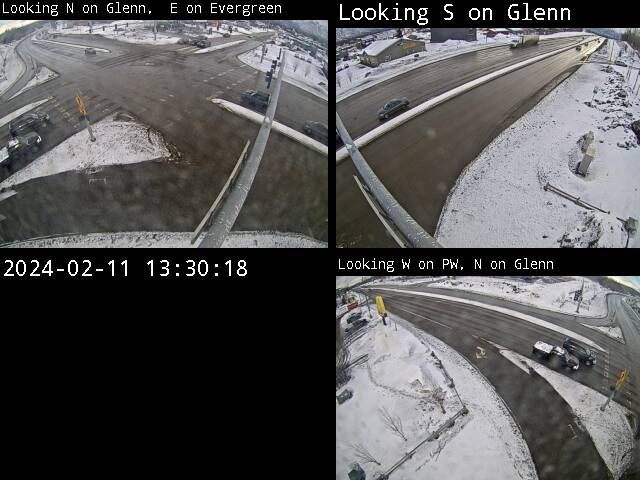 Looking N on Glenn,  E on Evergreen
Looking S on Glenn
2024-02-11 13:30:18
Looking W on PW, N on Glenn